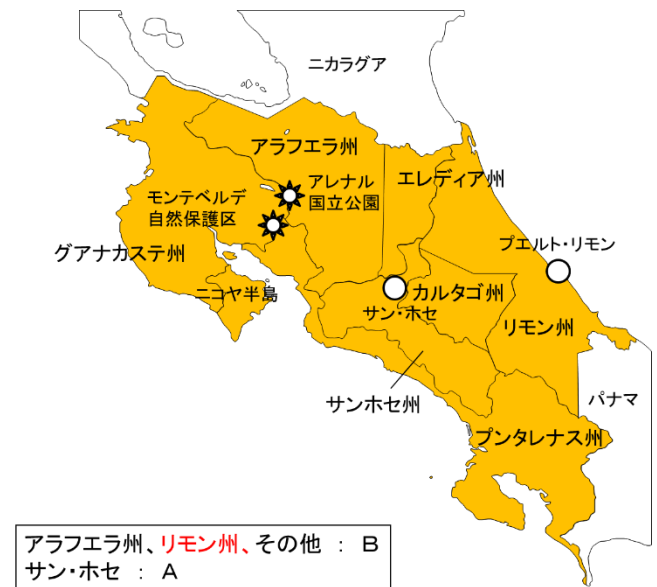 ニカラグア
アラフエラ州
エレディア州
アレナル
国立公園
モンテベルデ
自然保護区
プエルト・リモン
グアナカステ州
ニコヤ半島
カルタゴ州
サン・ホセ
リモン州
サンホセ州
パナマ
プンタレナス州
アラフエラ州、リモン州、その他 ： B
サン・ホセ ： A